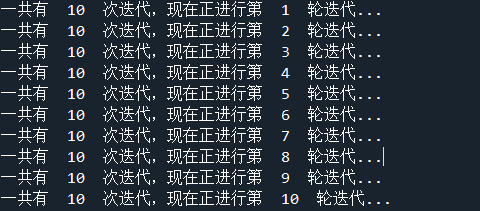 一共有  10  次迭代，现在正进行第  1  轮迭代...
一共有  10  次迭代，现在正进行第  2  轮迭代...
一共有  10  次迭代，现在正进行第  3  轮迭代...
一共有  10  次迭代，现在正进行第  4  轮迭代...
一共有  10  次迭代，现在正进行第  5  轮迭代...
一共有  10  次迭代，现在正进行第  6  轮迭代...
一共有  10  次迭代，现在正进行第  7  轮迭代...
一共有  10  次迭代，现在正进行第  8  轮迭代...
一共有  10  次迭代，现在正进行第  9  轮迭代...
一共有  10  次迭代，现在正进行第  10  轮迭代...